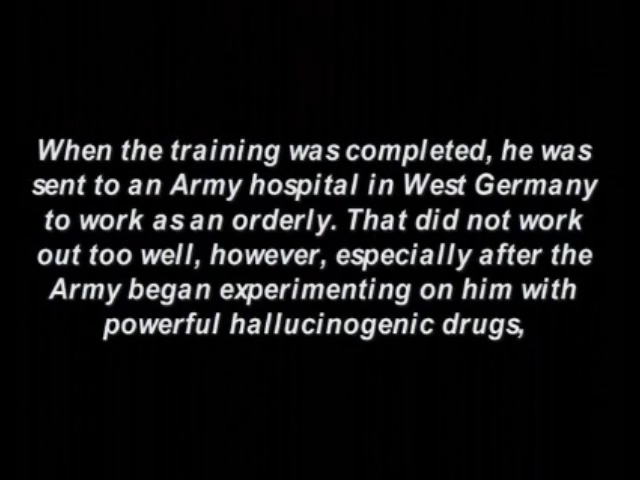 When the training was completed, he was
sent to an Army hospital in West Germany
to work as an orderly. That did not work
out too well, however, especially after the
Army began experimenting on him with
powerful hallucinogenic drugs,